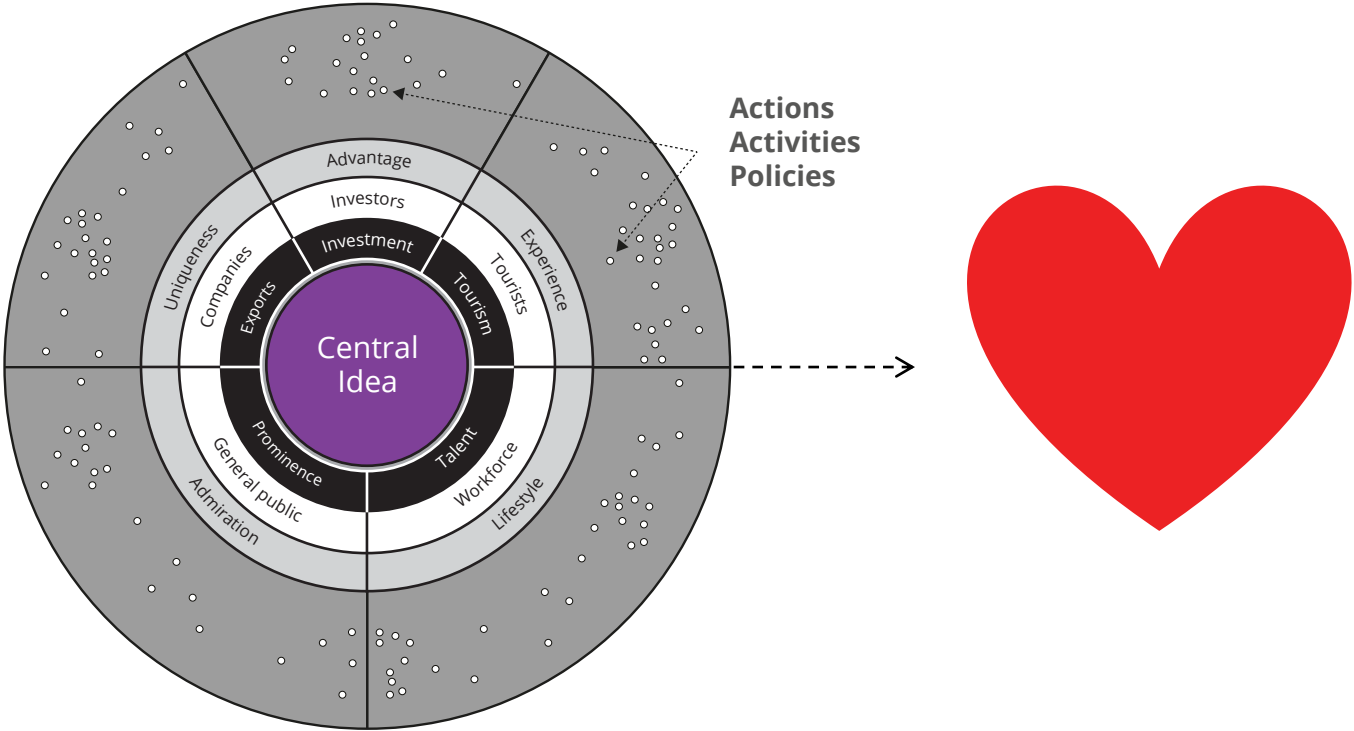 Actions
Activities
Policies
Advantage
Investors
Investment
Experience
Tourists
Tourism
Uniqueness
Companies
Exports
Central
Idea
Prominence
General public
Admiration
Talent
Workforce
Lifestyle